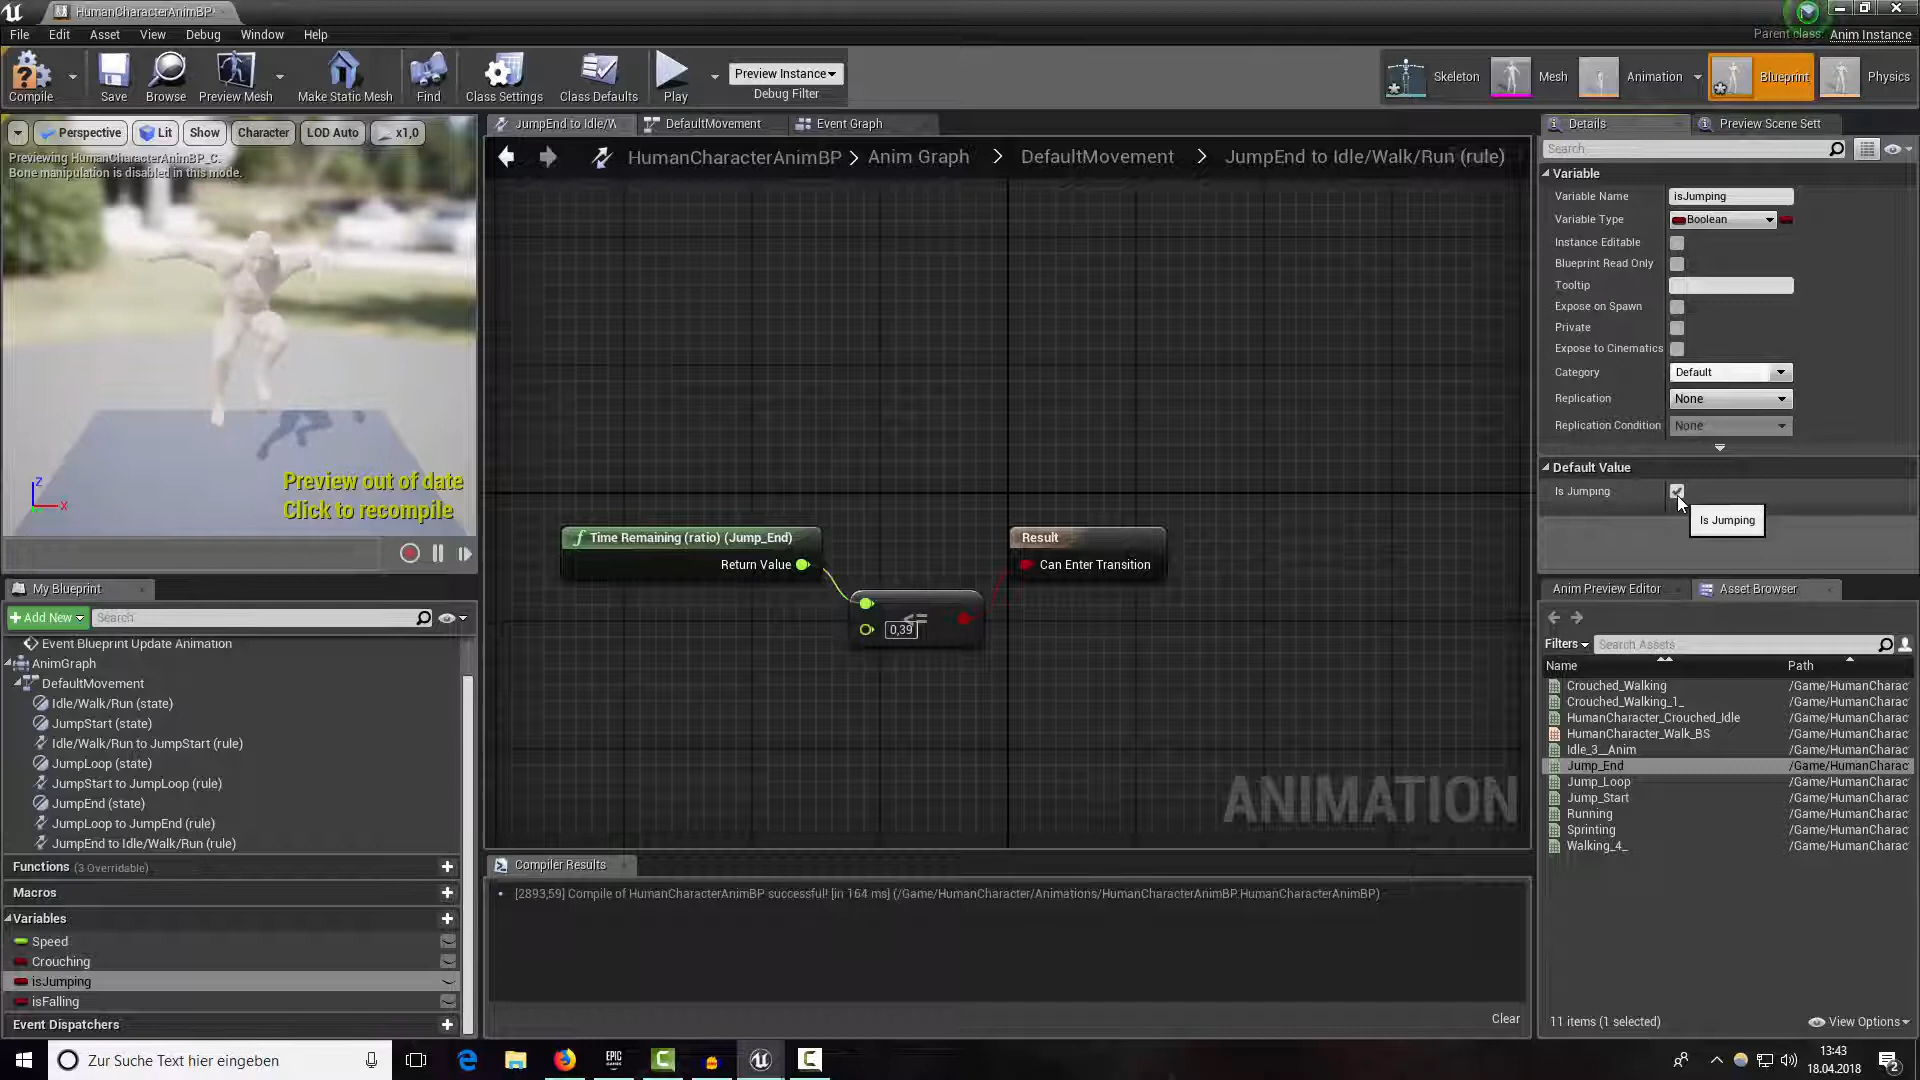 HumanCharacterAnimBP
File Edit Asset View Debug Window Help
Parent class: Anim Instance
Compile
Save
Browse
Preview Mesh
Make Static Mesh
Find
Class Settings
Class Defaults
Play
Preview Instance
Debug Filter
Skeleton
Mesh
Animation
Blueprint
Physics
Perspective Lit Show Character LOD Auto x1,0
Previewing HumanCharacterAnimBP_C.
Bone manipulation is disabled in this mode.
Preview out of date
Click to recompile
Z
X
JumpEnd to Idle/W
DefaultMovement
Event Graph
HumanCharacterAnimBP > Anim Graph > DefaultMovement > JumpEnd to Idle/Walk/Run (rule)
Time Remaining (ratio) (Jump_End)
Return Value
<=
0,39
Result
Can Enter Transition
ANIMATION
Compiler Results
[2893,59] Compile of HumanCharacterAnimBP successful! [in 164 ms] (/Game/HumanCharacter/Animations/HumanCharacterAnimBP.HumanCharacterAnimBP)
Clear
My Blueprint
Add New
Search
Event Blueprint Update Animation
AnimGraph
DefaultMovement
Idle/Walk/Run (state)
JumpStart (state)
Idle/Walk/Run to JumpStart (rule)
JumpLoop (state)
JumpStart to JumpLoop (rule)
JumpEnd (state)
JumpLoop to JumpEnd (rule)
JumpEnd to Idle/Walk/Run (rule)
Functions (3 Overridable)
Macros
Variables
Speed
Crouching
isJumping
isFalling
Event Dispatchers
Details
Preview Scene Sett
Search
Variable
Variable Name isJumping
Variable Type Boolean
Instance Editable
Blueprint Read Only
Tooltip
Expose on Spawn
Private
Expose to Cinematics
Category Default
Replication None
Replication Condition None
Default Value
Is Jumping
Is Jumping
Anim Preview Editor
Asset Browser
Filters Search Assets
Name Path
Crouched_Walking /Game/HumanCharac
Crouched_Walking_1_ /Game/HumanCharac
HumanCharacter_Crouched_Idle /Game/HumanCharac
HumanCharacter_Walk_BS /Game/HumanCharac
Idle_3__Anim /Game/HumanCharac
Jump_End /Game/HumanCharac
Jump_Loop /Game/HumanCharac
Jump_Start /Game/HumanCharac
Running /Game/HumanCharac
Sprinting /Game/HumanCharac
Walking_4_ /Game/HumanCharac
11 items (1 selected)
View Options
Zur Suche Text hier eingeben
EPIC
GAMES
13:43
18.04.2018
2